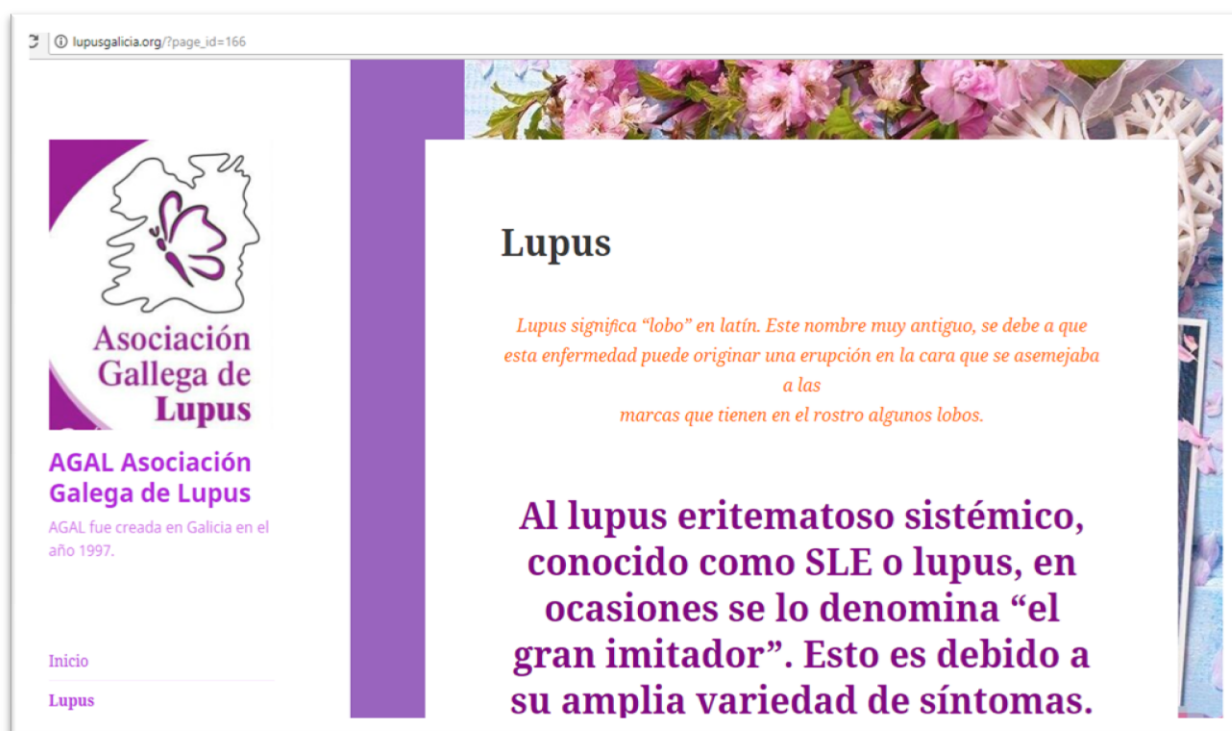 lupusgalicia.org/?page_id=166
Asociación
Gallega de
Lupus
AGAL Asociación
Galega de Lupus
AGAL fue creada en Galicia en el
año 1997.
Inicio
Lupus
Lupus
Lupus significa “lobo” en latín. Este nombre muy antiguo, se debe a que
esta enfermedad puede originar una erupción en la cara que se asemejaba
a las
marcas que tienen en el rostro algunos lobos.
Al lupus eritematoso sistémico,
conocido como SLE o lupus, en
ocasiones se lo denomina “el
gran imitador”. Esto es debido a
su amplia variedad de síntomas.